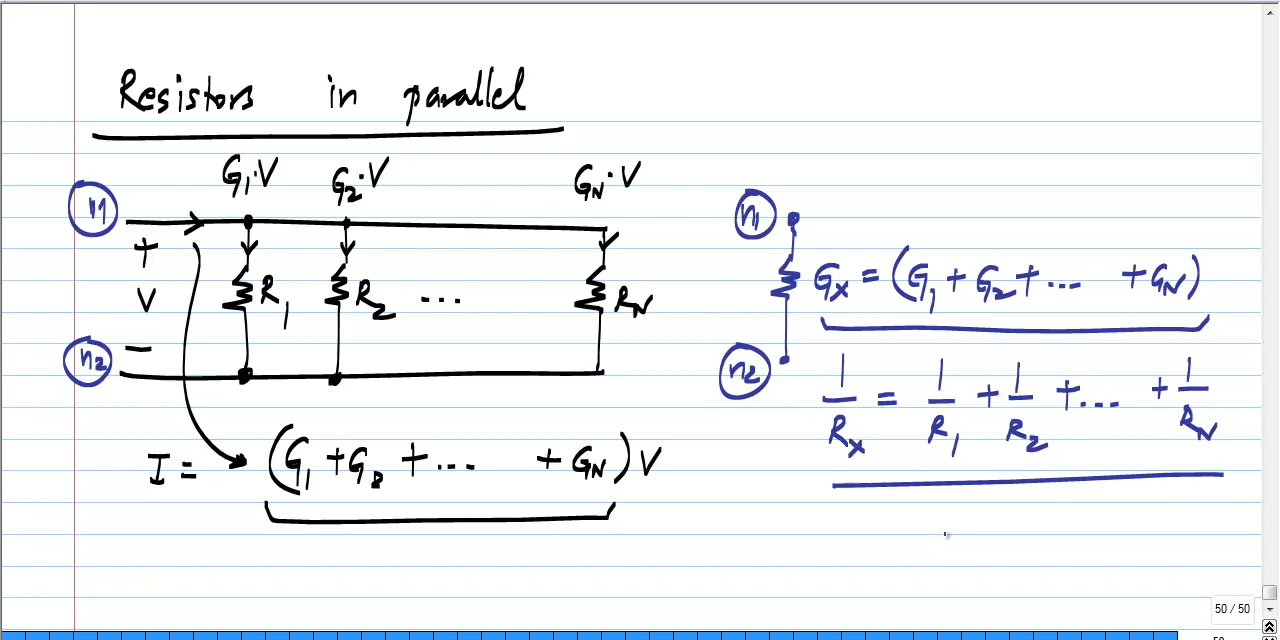 Resistors in parallel
G1·V G2·V GN·V
n1
+
V
−
n2
R1 R2 ... RN
I = (G1 + G2 + ... + GN) V
n1
n2
Gx = (G1 + G2 + ... + GN)
1/Rx = 1/R1 + 1/R2 + ... + 1/RN
50 / 50
50